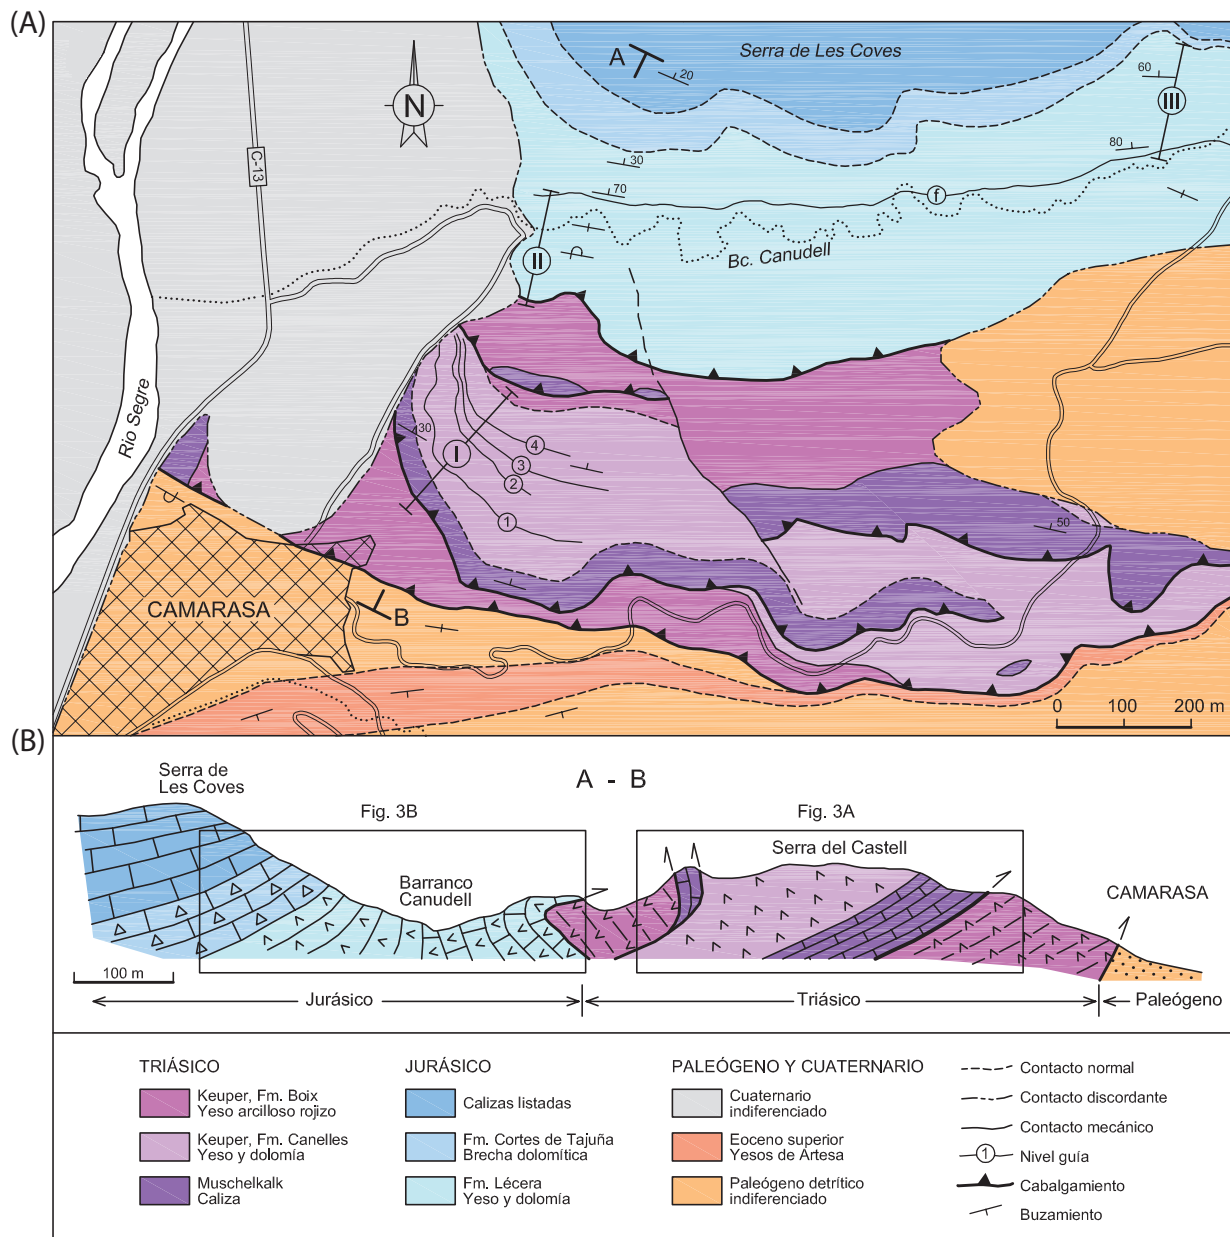 (A)
Serra de Les Coves
A
20
60
III
N
C-13
30
80
70
f
II
Bc. Canudell
Rio Segre
30
I
4
3
2
1
50
CAMARASA
B
0 100 200 m
(B)
Serra de
Les Coves
A - B
Fig. 3B
Fig. 3A
Serra del Castell
Barranco
Canudell
CAMARASA
100 m
Jurásico
Triásico
Paleógeno
TRIÁSICO
Keuper, Fm. Boix
Yeso arcilloso rojizo
Keuper, Fm. Canelles
Yeso y dolomía
Muschelkalk
Caliza
JURÁSICO
Calizas listadas
Fm. Cortes de Tajuña
Brecha dolomítica
Fm. Lécera
Yeso y dolomía
PALEÓGENO Y CUATERNARIO
Cuaternario
indiferenciado
Eoceno superior
Yesos de Artesa
Paleógeno detrítico
indiferenciado
Contacto normal
Contacto discordante
Contacto mecánico
1 Nivel guía
Cabalgamiento
Buzamiento